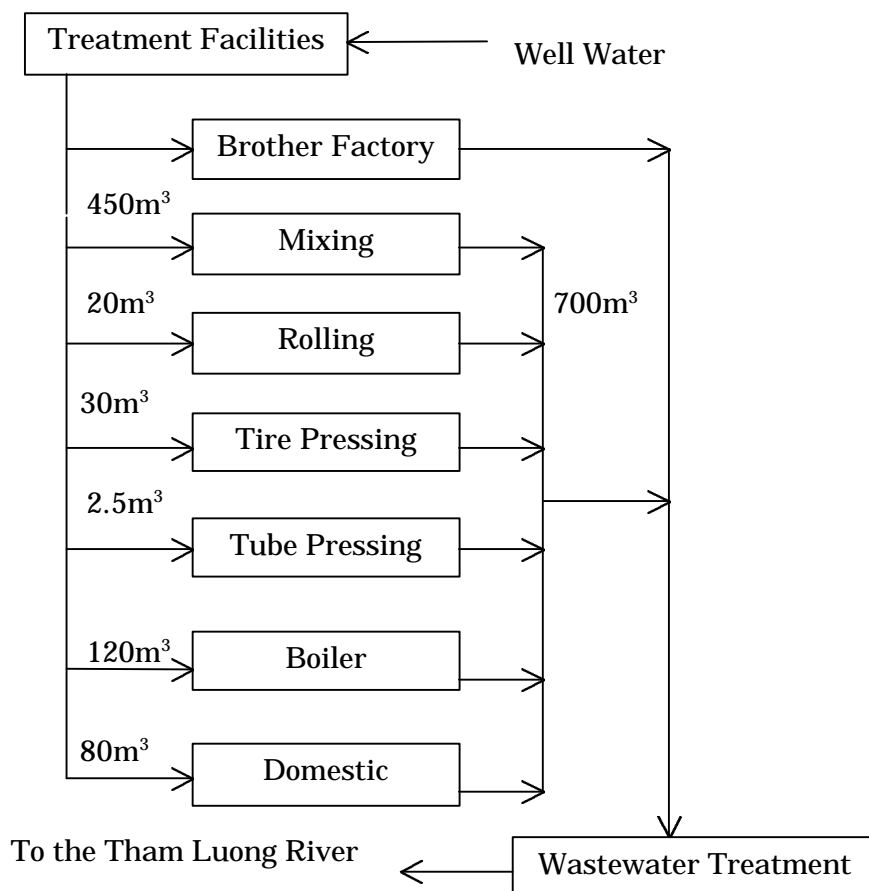 Treatment Facilities
Well Water
Brother Factory
450m³
Mixing
20m³
700m³
Rolling
30m³
Tire Pressing
2.5m³
Tube Pressing
120m³
Boiler
80m³
Domestic
To the Tham Luong River
Wastewater Treatment